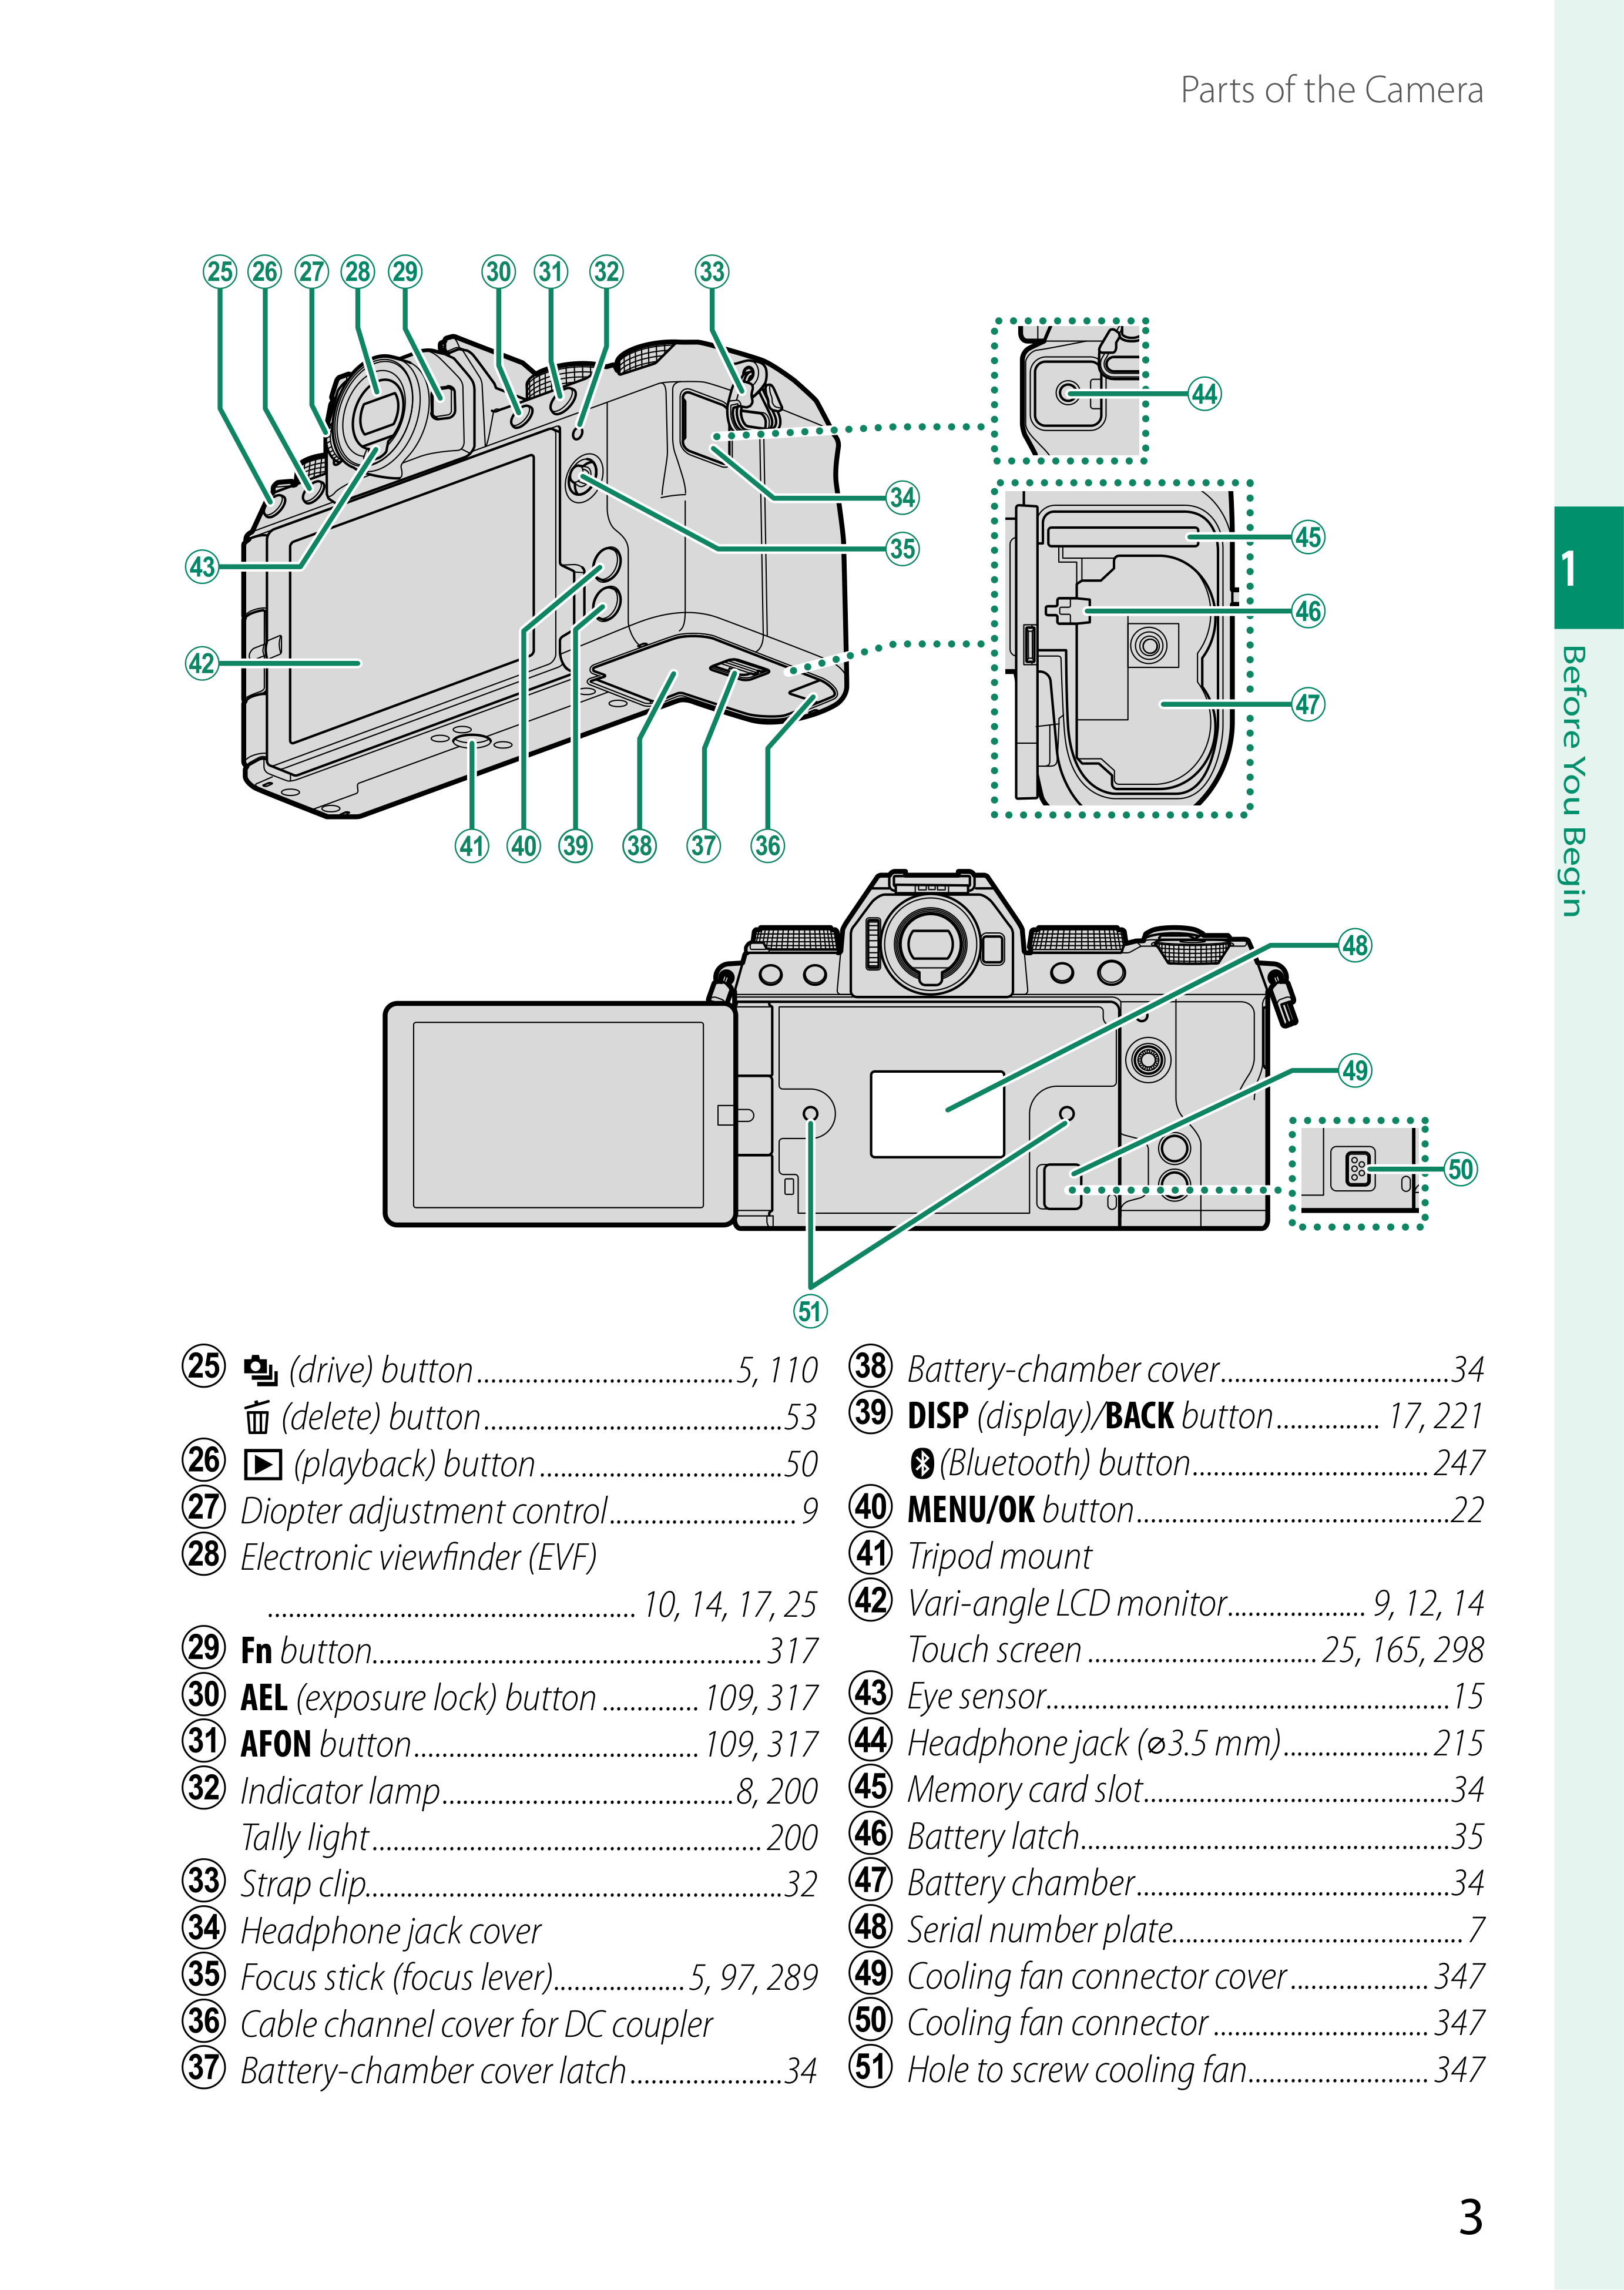 Parts of the Camera
25 26 27 28 29 30 31 32 33
44
34
35
45
43
46
42
47
41 40 39 38 37 36
48
49
50
51
1
Before You Begin
25 (drive) button.....................................5, 110
(delete) button...........................................53
26 (playback) button...................................50
27 Diopter adjustment control........................... 9
28 Electronic viewfinder (EVF)
..................................................... 10, 14, 17, 25
29 Fn button........................................................ 317
30 AEL (exposure lock) button .............. 109, 317
31 AFON button......................................... 109, 317
32 Indicator lamp..........................................8, 200
Tally light........................................................ 200
33 Strap clip............................................................32
34 Headphone jack cover
35 Focus stick (focus lever)...................5, 97, 289
36 Cable channel cover for DC coupler
37 Battery-chamber cover latch......................34
38 Battery-chamber cover.................................34
39 DISP (display)/BACK button............... 17, 221
(Bluetooth) button.................................. 247
40 MENU/OK button.............................................22
41 Tripod mount
42 Vari-angle LCD monitor.................... 9, 12, 14
Touch screen ................................. 25, 165, 298
43 Eye sensor..........................................................15
44 Headphone jack (⌀3.5 mm)..................... 215
45 Memory card slot............................................34
46 Battery latch.....................................................35
47 Battery chamber.............................................34
48 Serial number plate.......................................... 7
49 Cooling fan connector cover.................... 347
50 Cooling fan connector ............................... 347
51 Hole to screw cooling fan.......................... 347
3